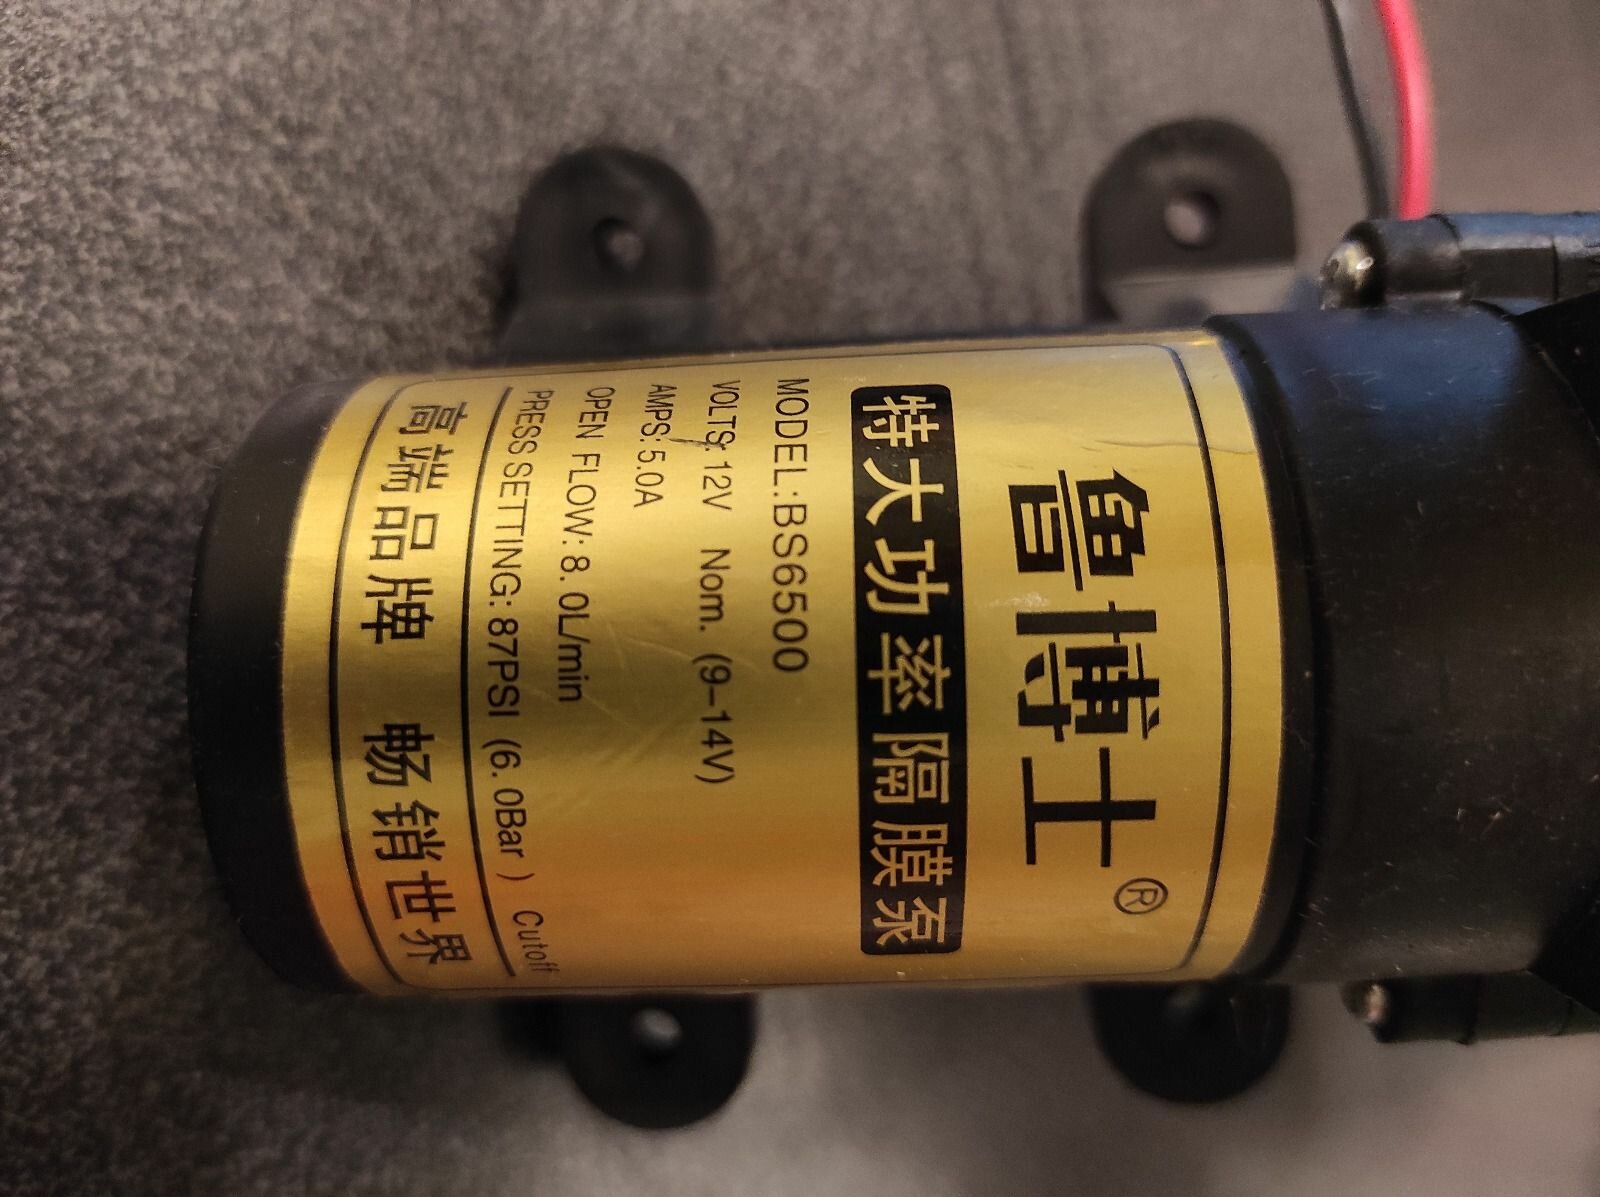 鲁博士®
特大功率隔膜泵
MODEL:BS6500
VOLTS:12V Nom. (9-14V)
AMPS:5.0A
OPEN FLOW:8.0L/min
PRESS SETTING:87PSI (6.0Bar) Cutoff
高端品牌 畅销世界